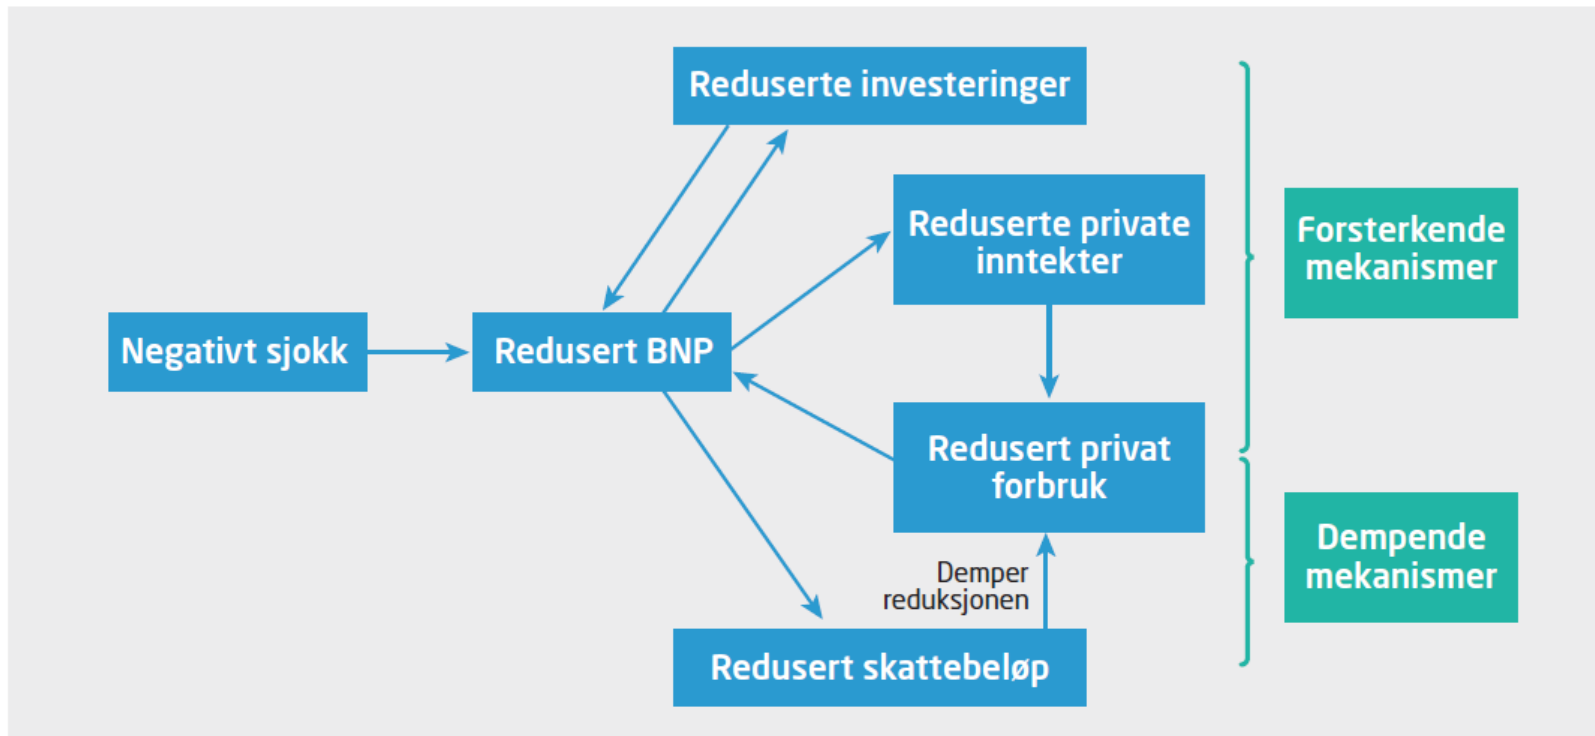 Reduserte investeringer
Reduserte private
inntekter
Forsterkende
mekanismer
Negativt sjokk
Redusert BNP
Redusert privat
forbruk
Dempende
mekanismer
Demper
reduksjonen
Redusert skattebeløp